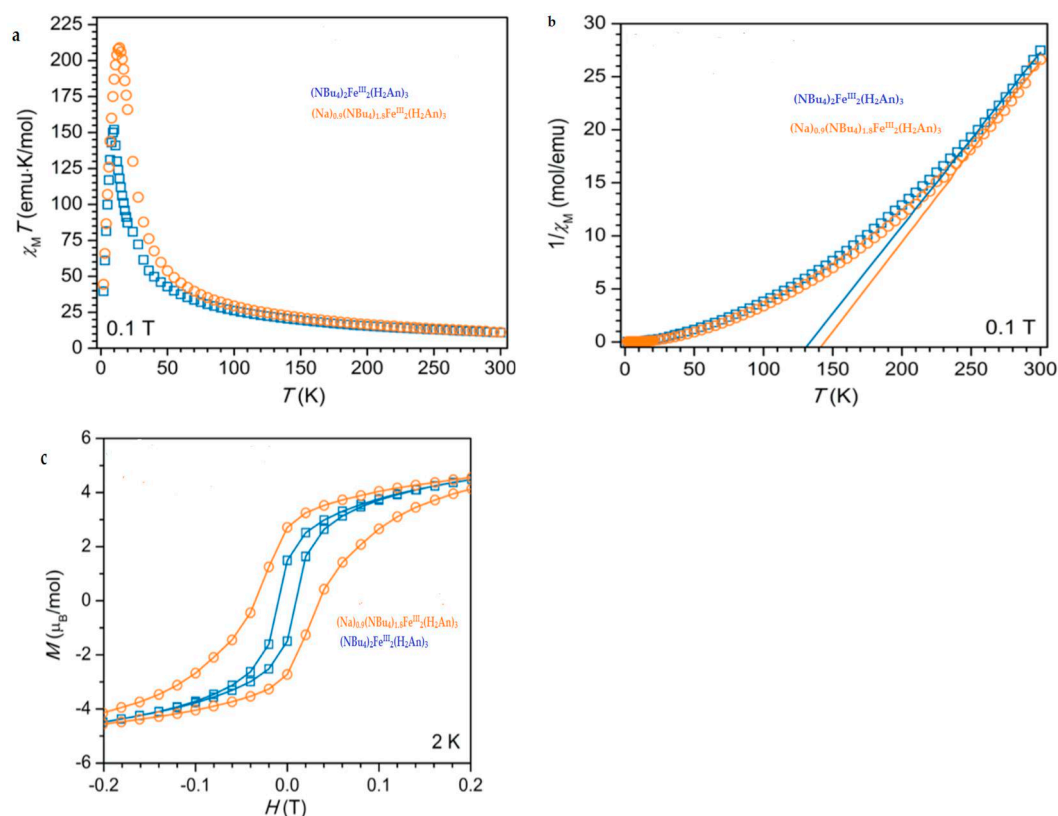 a
225
200
175
150
125
100
75
50
25
0
χ_M T (emu·K/mol)
(NBu₄)₂Feᴵᴵᴵ₂(H₂An)₃
(Na)₀.₉(NBu₄)₁.₈Feᴵᴵᴵ₂(H₂An)₃
0.1 T
0 50 100 150 200 250 300
T (K)
b
30
25
20
15
10
5
0
1/χ_M (mol/emu)
(NBu₄)₂Feᴵᴵᴵ₂(H₂An)₃
(Na)₀.₉(NBu₄)₁.₈Feᴵᴵᴵ₂(H₂An)₃
0.1 T
0 50 100 150 200 250 300
T (K)
c
6
4
2
0
-2
-4
-6
M (μ_B/mol)
(Na)₀.₉(NBu₄)₁.₈Feᴵᴵᴵ₂(H₂An)₃
(NBu₄)₂Feᴵᴵᴵ₂(H₂An)₃
2 K
-0.2 -0.1 0.0 0.1 0.2
H (T)